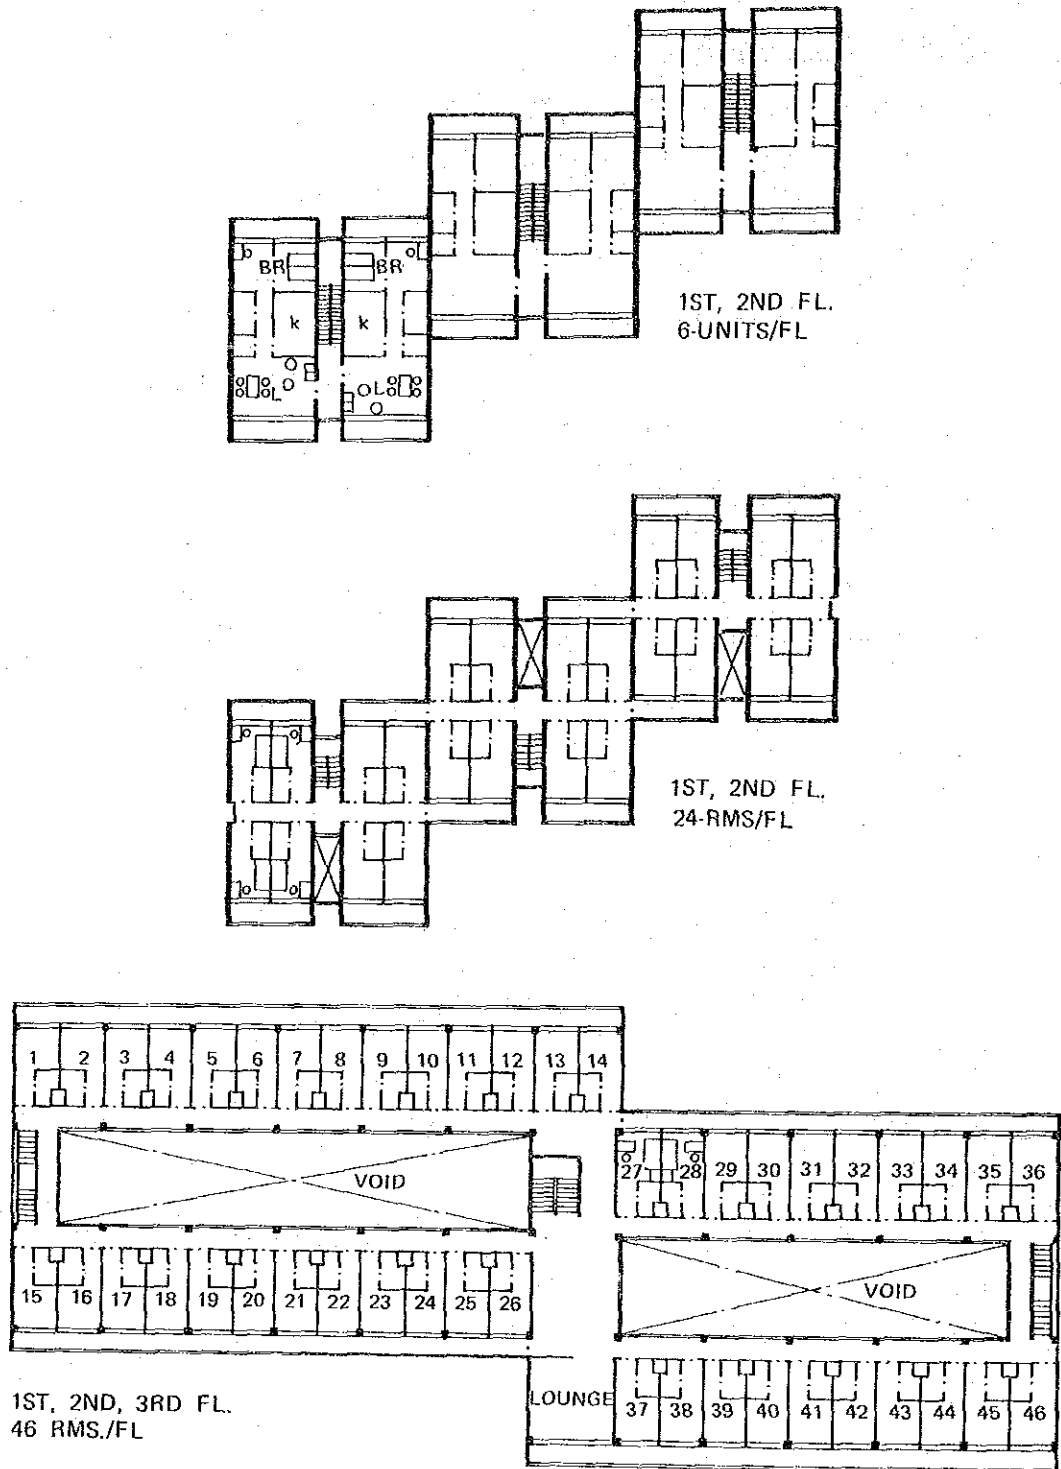 BR BR
k k
L L
1ST, 2ND FL.
6-UNITS/FL
1ST, 2ND FL.
24-RMS/FL
1 2 3 4 5 6 7 8 9 10 11 12 13 14
VOID
27 28 29 30 31 32 33 34 35 36
VOID
15 16 17 18 19 20 21 22 23 24 25 26
LOUNGE 37 38 39 40 41 42 43 44 45 46
1ST, 2ND, 3RD FL.
46 RMS./FL